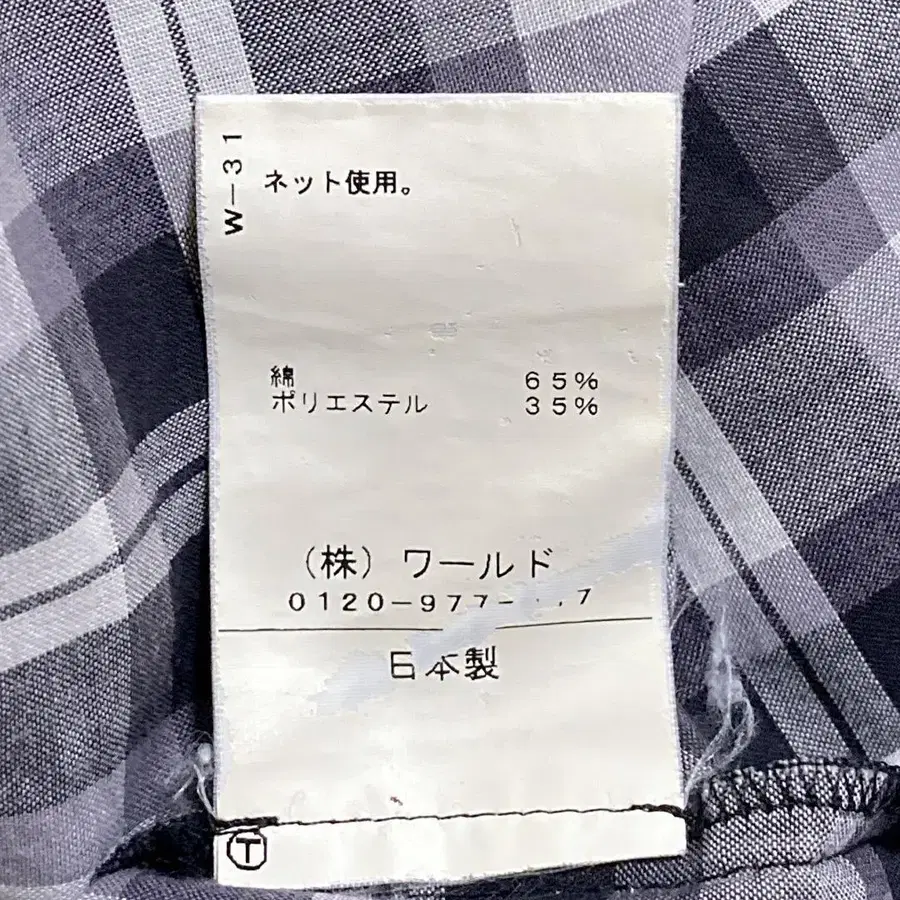 W-31
ネット使用。
綿 65%
ポリエステル 35%
（株）ワールド
日本製
T